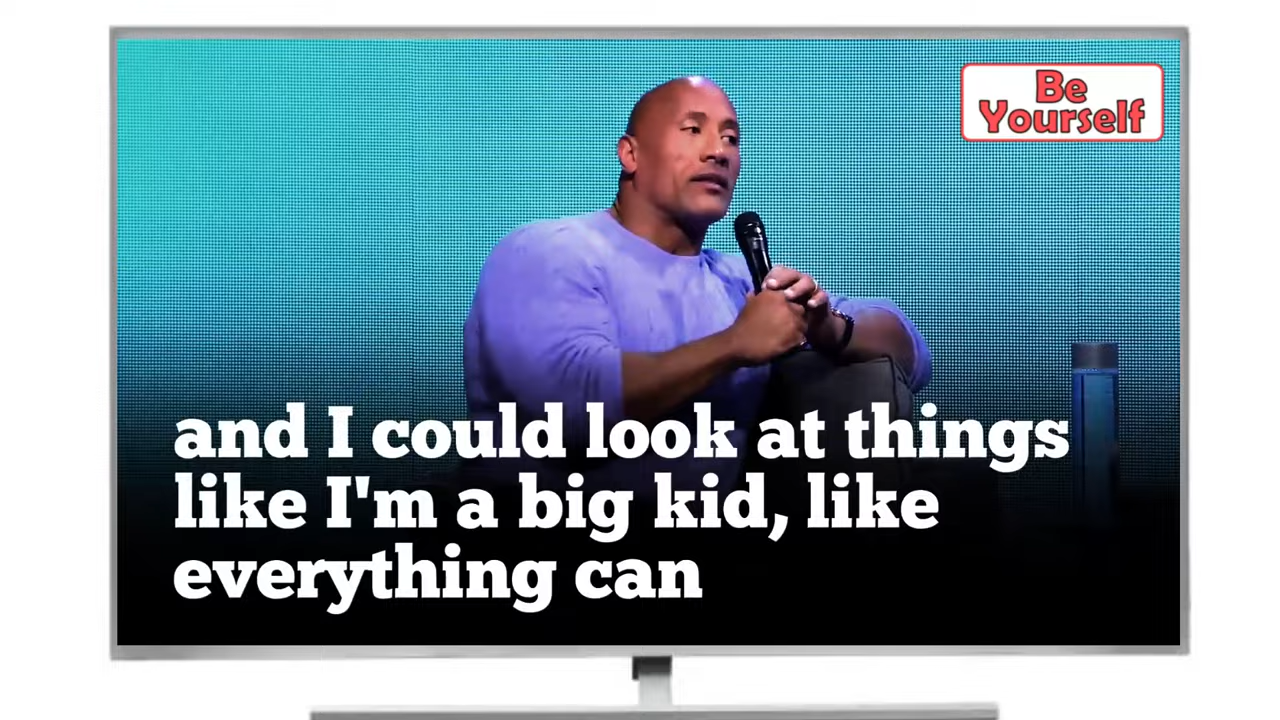 Be
Yourself
and I could look at things
like I'm a big kid, like
everything can